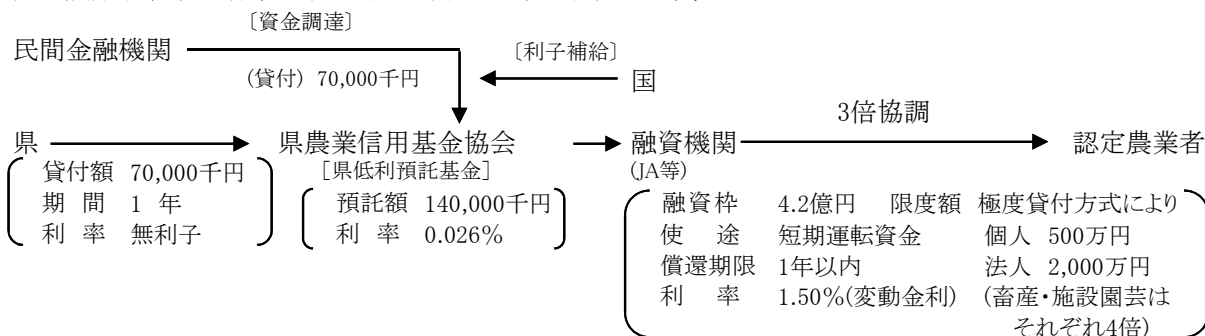 〔資金調達〕
民間金融機関
〔利子補給〕
(貸付) 70,000千円
国
3倍協調
県
県農業信用基金協会
融資機関
認定農業者
[県低利預託基金]
(JA等)
貸付額 70,000千円
期 間 1 年
利 率 無利子
預託額 140,000千円
利 率 0.026%
融資枠 4.2億円 限度額 極度貸付方式により
使 途 短期運転資金 個人 500万円
償還期限 1年以内 法人 2,000万円
利 率 1.50%(変動金利) (畜産・施設園芸は
それぞれ4倍)